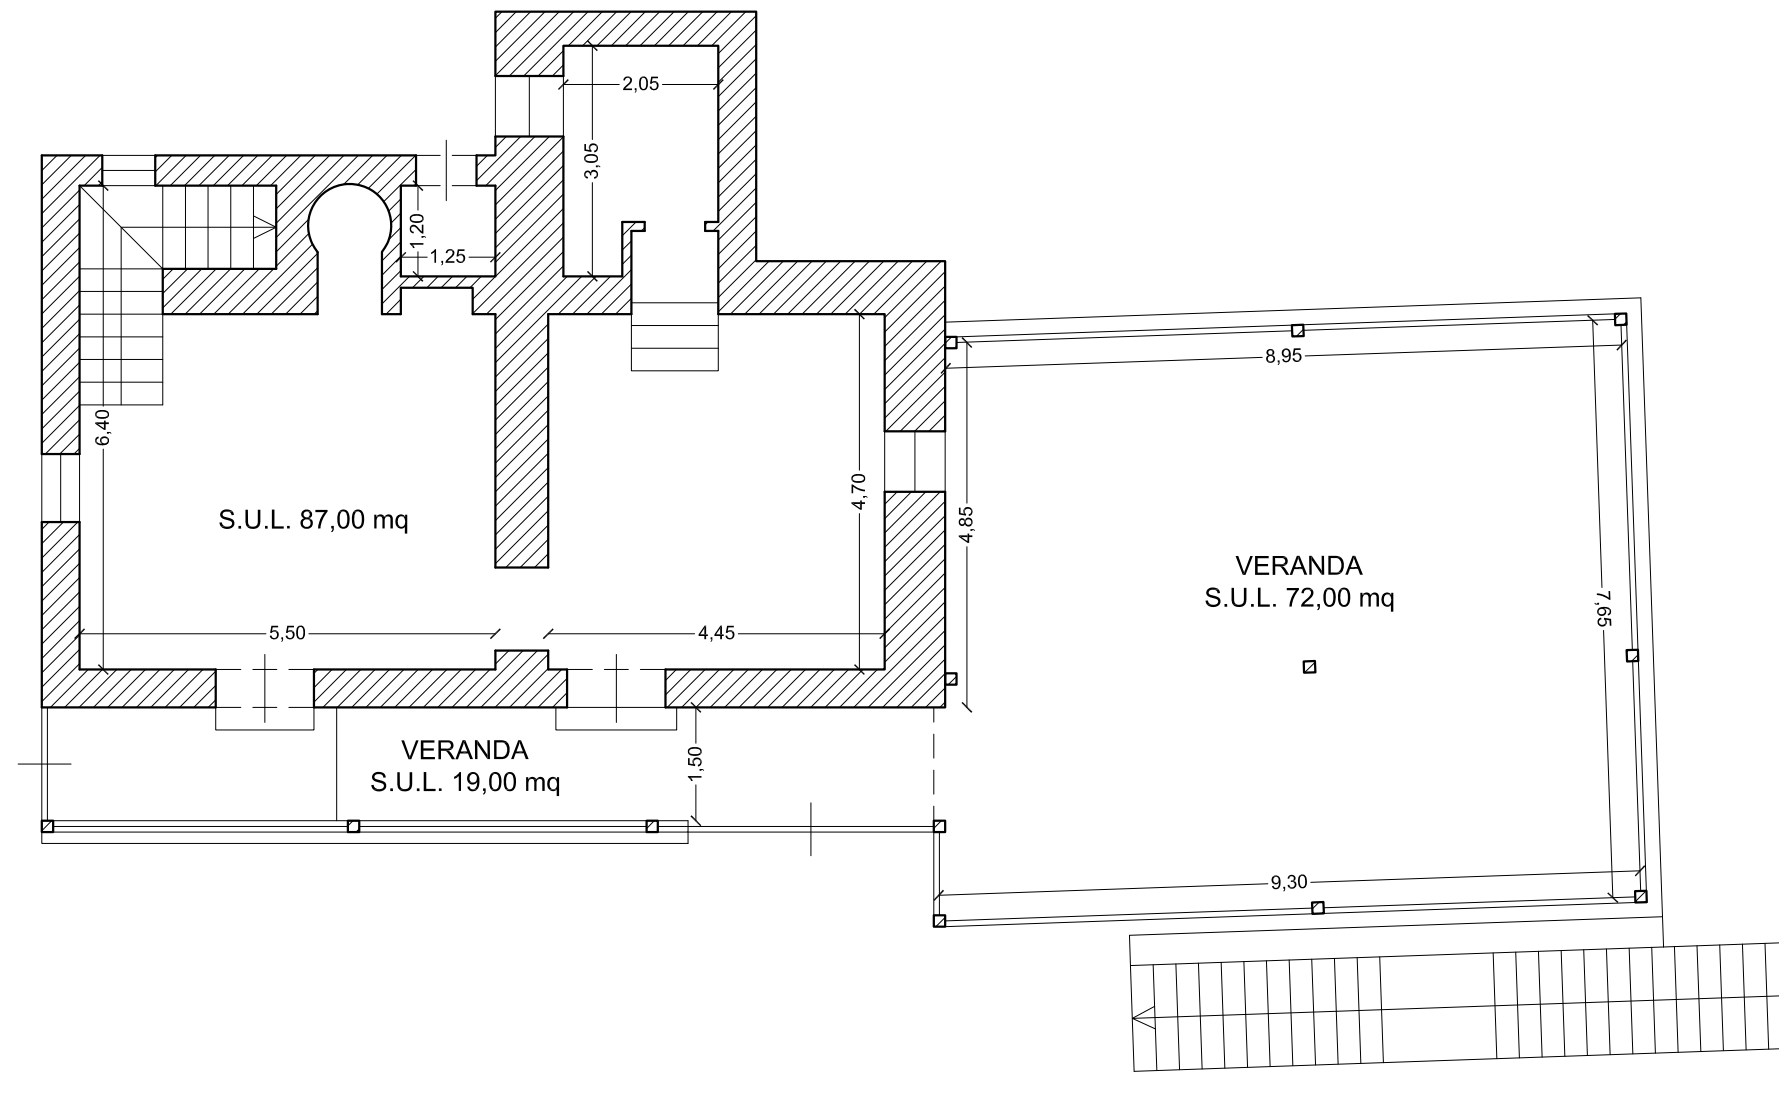 2,05
3,05
1,20
1,25
8,95
6,40
4,70
4,85
S.U.L. 87,00 mq
VERANDA
S.U.L. 72,00 mq
7,65
5,50
4,45
VERANDA
S.U.L. 19,00 mq
1,50
9,30